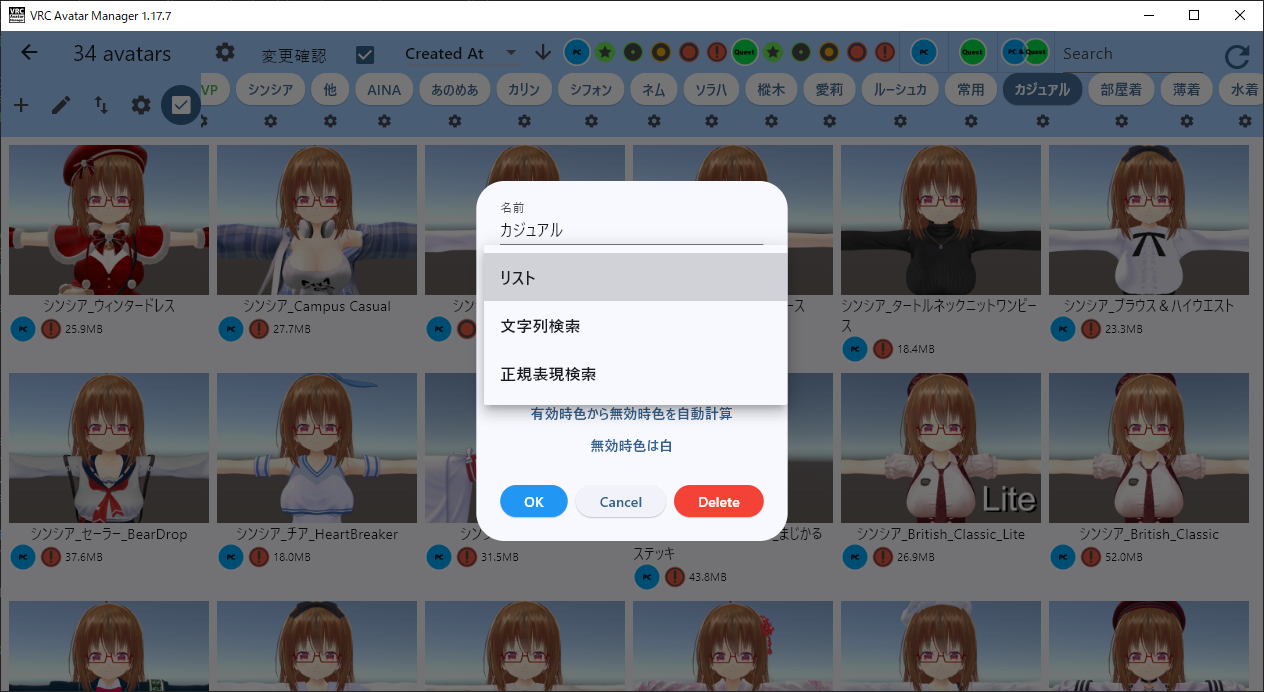 VRC Avatar Manager 1.17.7
34 avatars
変更確認
Created At
PC
Quest
PC
Quest
PC & Quest
Search
VP
シンシア
他
AINA
あのめあ
カリン
シフォン
ネム
ソラハ
樅木
愛莉
ルーシュカ
常用
カジュアル
部屋着
薄着
水着
名前
カジュアル
リスト
文字列検索
正規表現検索
有効時色から無効時色を自動計算
無効時色は白
OK
Cancel
Delete
シンシア_ウィンタードレス
PC
25.9MB
シンシア_Campus Casual
PC
27.7MB
PC
シンシア_タートルネックニットワンピー
ス
PC
18.4MB
シンシア_ブラウス＆ハイウエスト
PC
23.3MB
シンシア_セーラー_BearDrop
PC
37.6MB
シンシア_チア_HeartBreaker
PC
18.0MB
PC
31.5MB
まじかる
ステッキ
PC
43.8MB
Lite
シンシア_British_Classic_Lite
PC
26.9MB
シンシア_British_Classic
PC
52.0MB